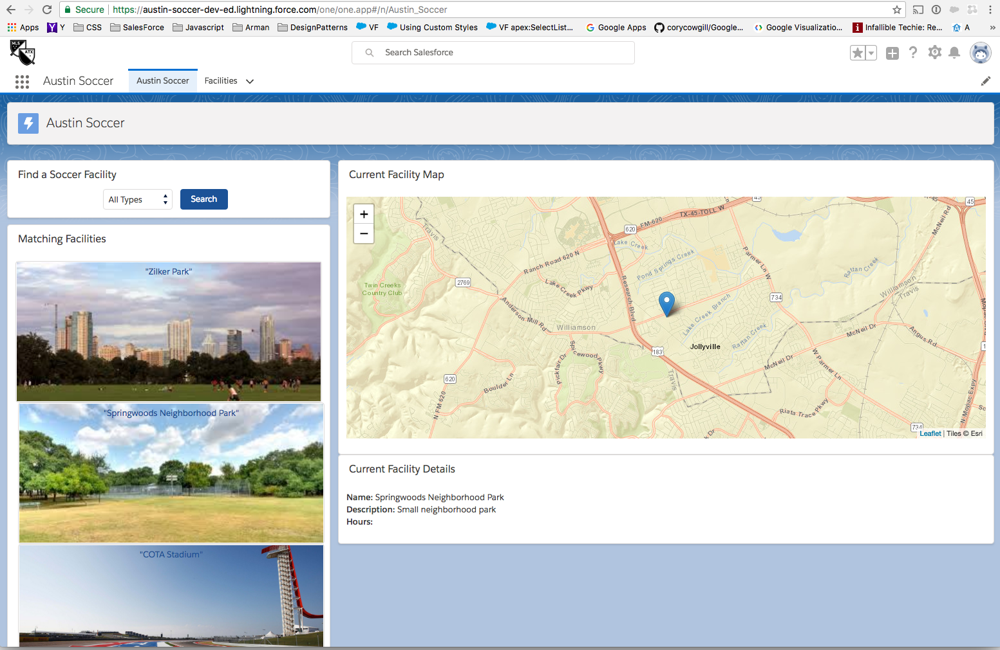 Secure https://austin-soccer-dev-ed.lightning.force.com/one/one.app#/n/Austin_Soccer
Apps Y Y CSS SalesForce Javascript Arman DesignPatterns VF Using Custom Styles VF apex:SelectList... G Google Apps corycowgill/Google... Google Visualizatio... i Infallible Techie: Re... A »
MLS ATX
Search Salesforce
Austin Soccer Austin Soccer Facilities
Austin Soccer
Find a Soccer Facility
All Types Search
Matching Facilities
"Zilker Park"
"Springwoods Neighborhood Park"
"COTA Stadium"
Current Facility Map
+
−
45
TX-45-TOLL W
FM-620
620
45
McNeil Rd
Travis
Lake Creek
Ranch Road 620 N
Pond Springs Creek
Parmer Ln W
Rattan Creek
Twin Creeks
Country Club
2769
Lake Creek Pkwy
Research Blvd
734
Williamson
Travis
Anderson Mill Rd
Lake Creek Branch
Williamson
Rattan Creek
McNeil Dr
Angus Rd
Jollyville
183
Spicewood Pkwy
Pickfair Dr
McNeil Dr
W Parmer Ln
620
Boulder Ln
Travis
N FM 620
Riata Trace Pkwy
N Mopac Expy
734
Leaflet | Tiles © Esri
Current Facility Details
Name: Springwoods Neighborhood Park
Description: Small neighborhood park
Hours: